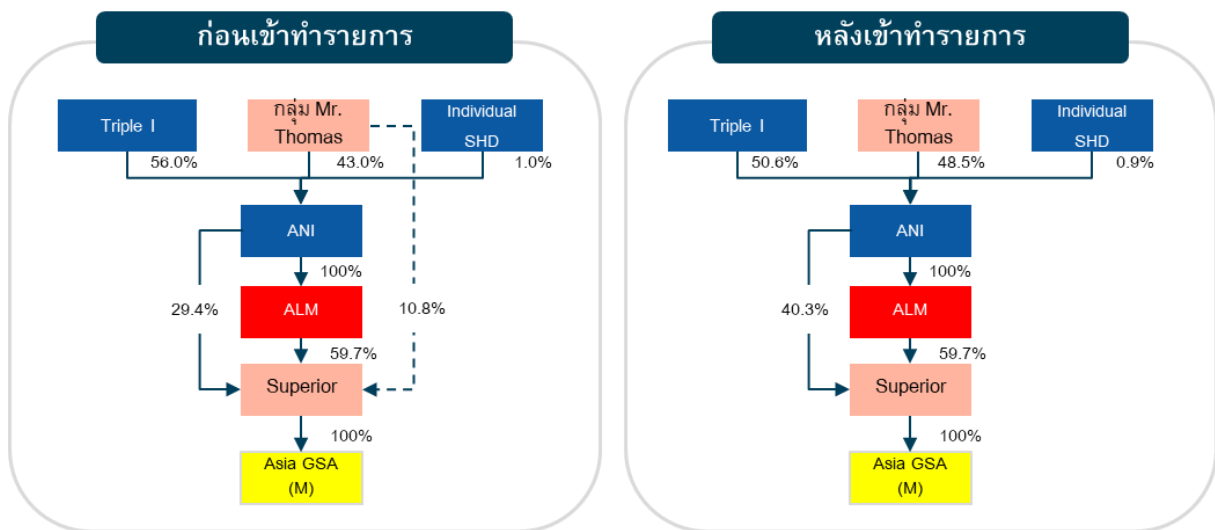 ก่อนเข้าทำรายการ
Triple I
กลุ่ม Mr.
Thomas
Individual
SHD
56.0%
43.0%
1.0%
ANI
100%
29.4%
ALM
10.8%
59.7%
Superior
100%
Asia GSA
(M)
หลังเข้าทำรายการ
Triple I
กลุ่ม Mr.
Thomas
Individual
SHD
50.6%
48.5%
0.9%
ANI
100%
40.3%
ALM
59.7%
Superior
100%
Asia GSA
(M)